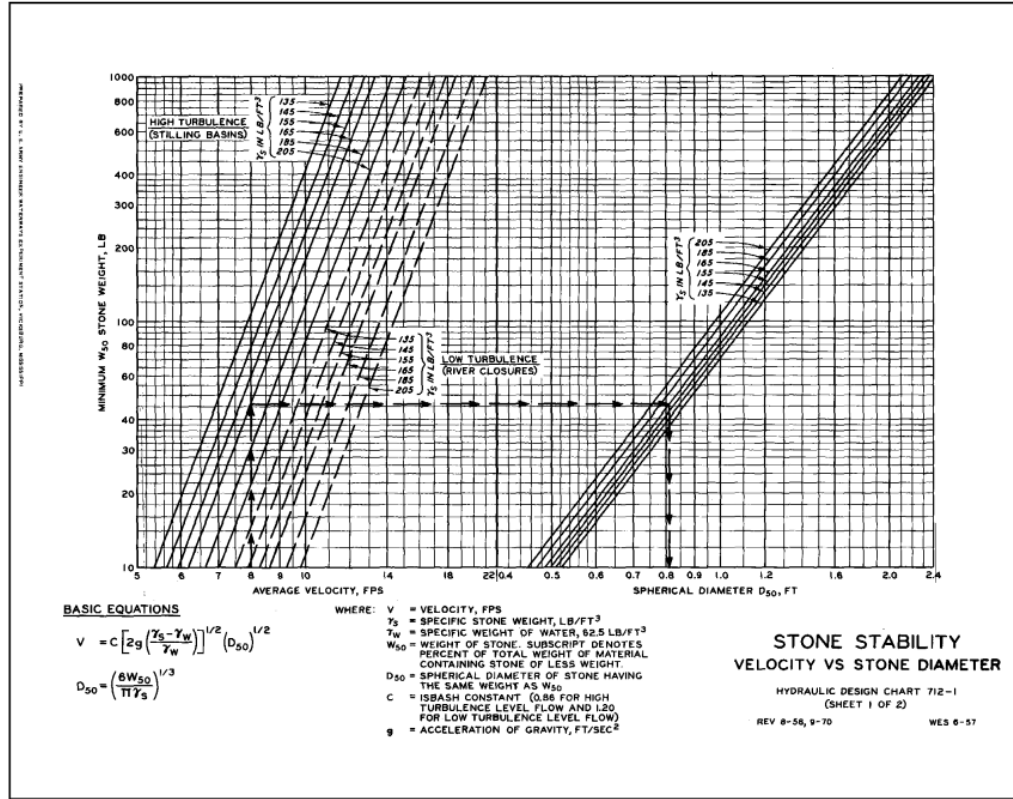 PREPARED BY U. S. ARMY ENGINEER WATERWAYS EXPERIMENT STATION, VICKSBURG, MISSISSIPPI
MINIMUM W50 STONE WEIGHT, LB
1000
800
600
400
300
200
100
80
60
40
30
20
10
HIGH TURBULENCE
(STILLING BASINS)
γS IN LB/FT³
135
145
155
165
185
205
135
145
155
165
185
205
γS IN LB/FT³
LOW TURBULENCE
(RIVER CLOSURES)
γS IN LB/FT³
205
185
165
155
145
135
5 6 7 8 9 10 14 18 22 0.4 0.5 0.6 0.7 0.8 1.0 1.2 1.6 2.0 2.4
AVERAGE VELOCITY, FPS
SPHERICAL DIAMETER D50, FT
BASIC EQUATIONS
V = C [2g (γS-γW / γW)]^1/2 (D50)^1/2
D50 = (6W50 / πγS)^1/3
WHERE: V = VELOCITY, FPS
γS = SPECIFIC STONE WEIGHT, LB/FT³
γW = SPECIFIC WEIGHT OF WATER, 62.5 LB/FT³
W50 = WEIGHT OF STONE. SUBSCRIPT DENOTES
PERCENT OF TOTAL WEIGHT OF MATERIAL
CONTAINING STONE OF LESS WEIGHT.
D50 = SPHERICAL DIAMETER OF STONE HAVING
THE SAME WEIGHT AS W50
C = ISBASH CONSTANT (0.86 FOR HIGH
TURBULENCE LEVEL FLOW AND 1.20
FOR LOW TURBULENCE LEVEL FLOW)
g = ACCELERATION OF GRAVITY, FT/SEC²
STONE STABILITY
VELOCITY VS STONE DIAMETER
HYDRAULIC DESIGN CHART 712-1
(SHEET 1 OF 2)
REV 8-58, 9-70 WES 6-57